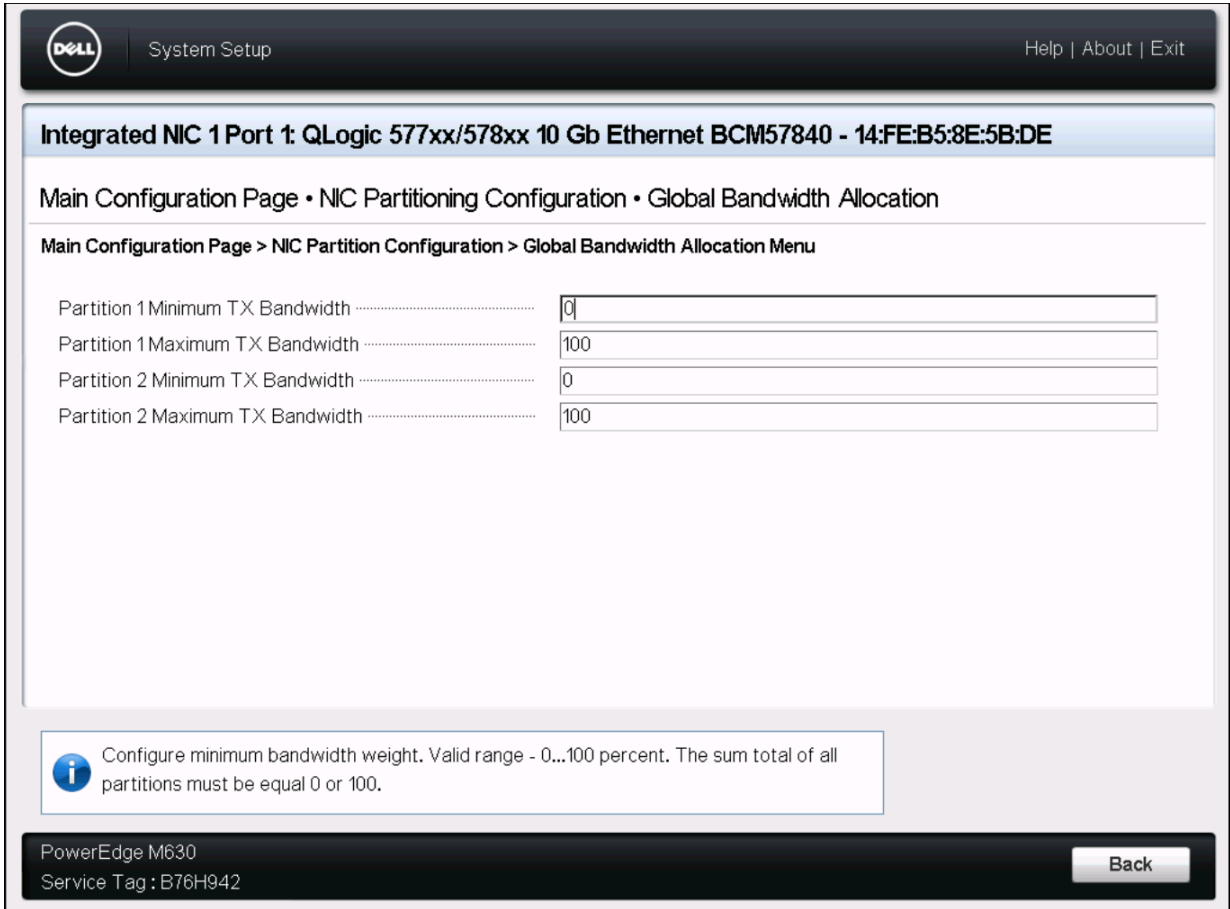 DELL
System Setup
Help | About | Exit
Integrated NIC 1 Port 1: QLogic 577xx/578xx 10 Gb Ethernet BCM57840 - 14:FE:B5:8E:5B:DE
Main Configuration Page • NIC Partitioning Configuration • Global Bandwidth Allocation
Main Configuration Page > NIC Partition Configuration > Global Bandwidth Allocation Menu
Partition 1 Minimum TX Bandwidth 0
Partition 1 Maximum TX Bandwidth 100
Partition 2 Minimum TX Bandwidth 0
Partition 2 Maximum TX Bandwidth 100
Configure minimum bandwidth weight. Valid range - 0...100 percent. The sum total of all
partitions must be equal 0 or 100.
PowerEdge M630
Service Tag : B76H942
Back